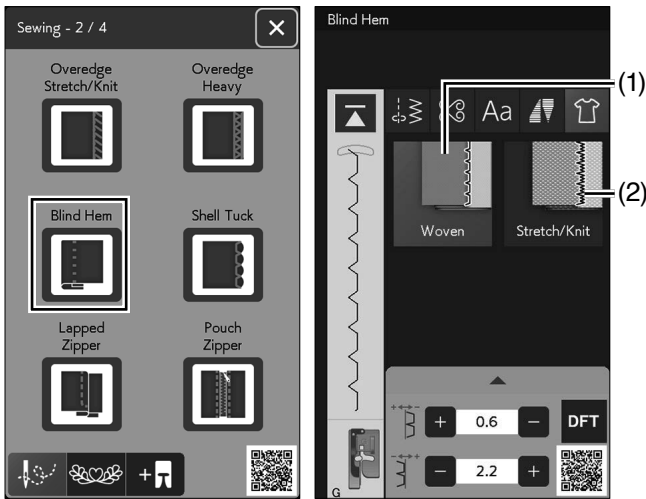 Sewing - 2 / 4
×
Overedge Overedge
Stretch/Knit Heavy
Blind Hem Shell Tuck
Lapped Pouch
Zipper Zipper
+
Blind Hem
(1)
Aa
(2)
Woven Stretch/Knit
+ 0.6 - DFT
- 2.2 +
G